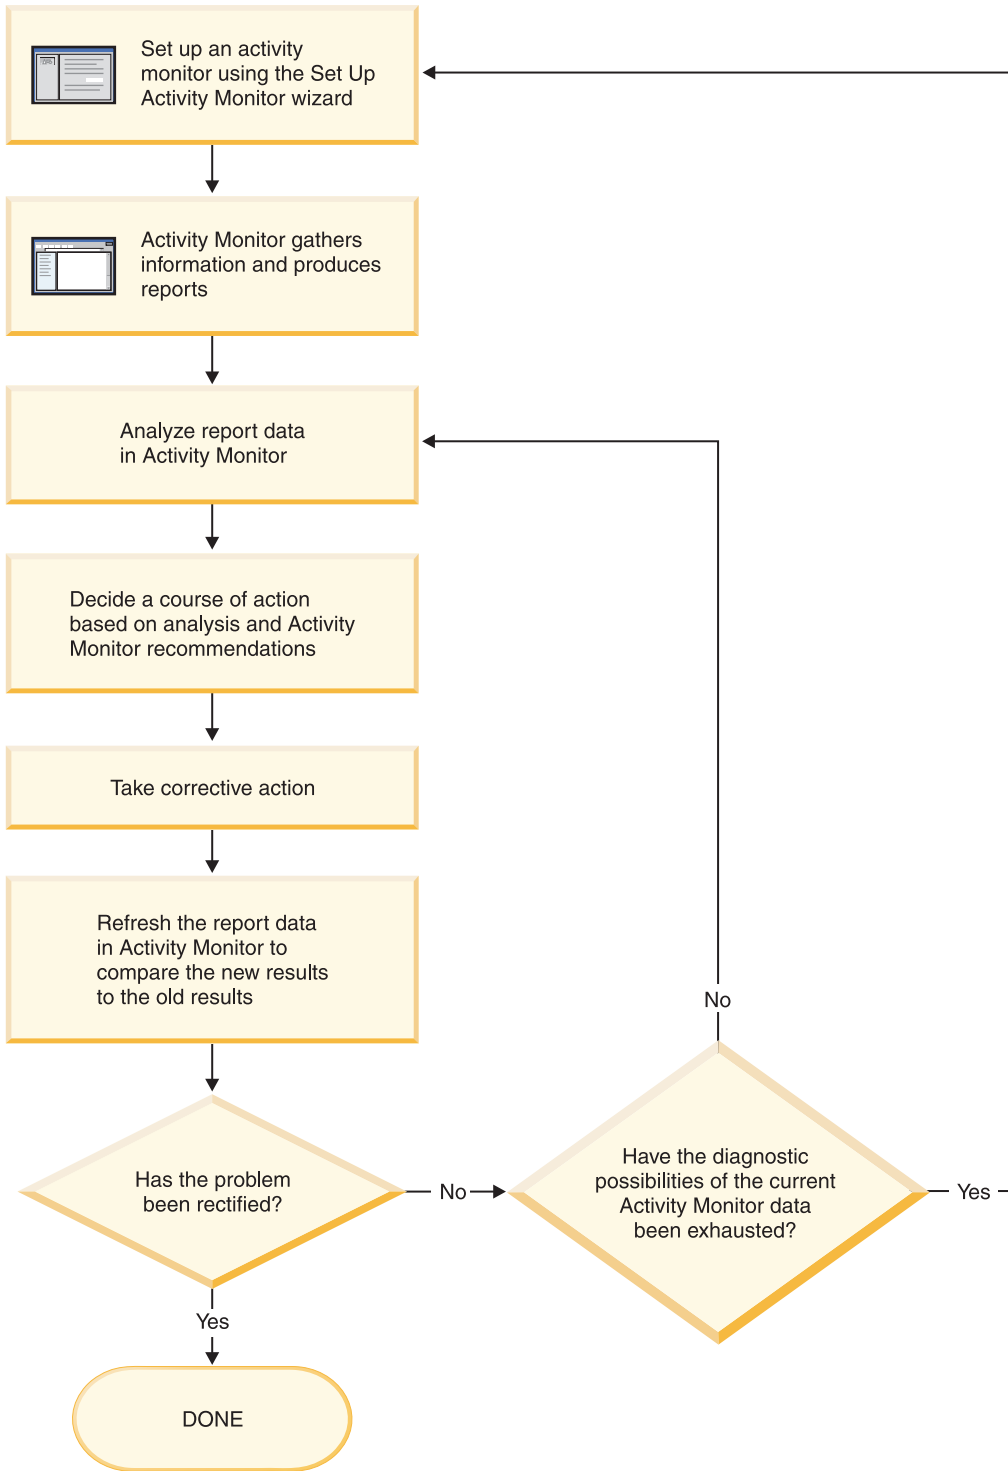 Set up an activity
monitor using the Set Up
Activity Monitor wizard
Activity Monitor gathers
information and produces
reports
Analyze report data
in Activity Monitor
Decide a course of action
based on analysis and Activity
Monitor recommendations
Take corrective action
Refresh the report data
in Activity Monitor to
compare the new results
to the old results
Has the problem
been rectified?
No
Have the diagnostic
possibilities of the current
Activity Monitor data
been exhausted?
No
Yes
Yes
DONE